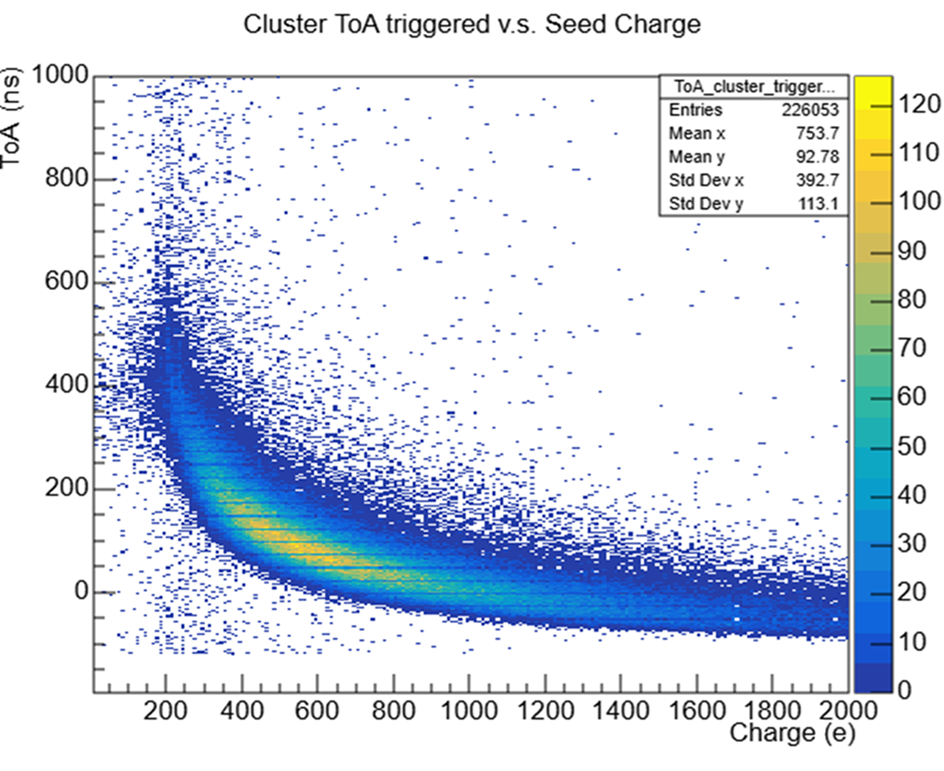 Cluster ToA triggered v.s. Seed Charge
ToA (ns)
1000
800
600
400
200
0
ToA_cluster_trigger...
Entries 226053
Mean x 753.7
Mean y 92.78
Std Dev x 392.7
Std Dev y 113.1
120
110
100
90
80
70
60
50
40
30
20
10
0
200 400 600 800 1000 1200 1400 1600 1800 2000
Charge (e)